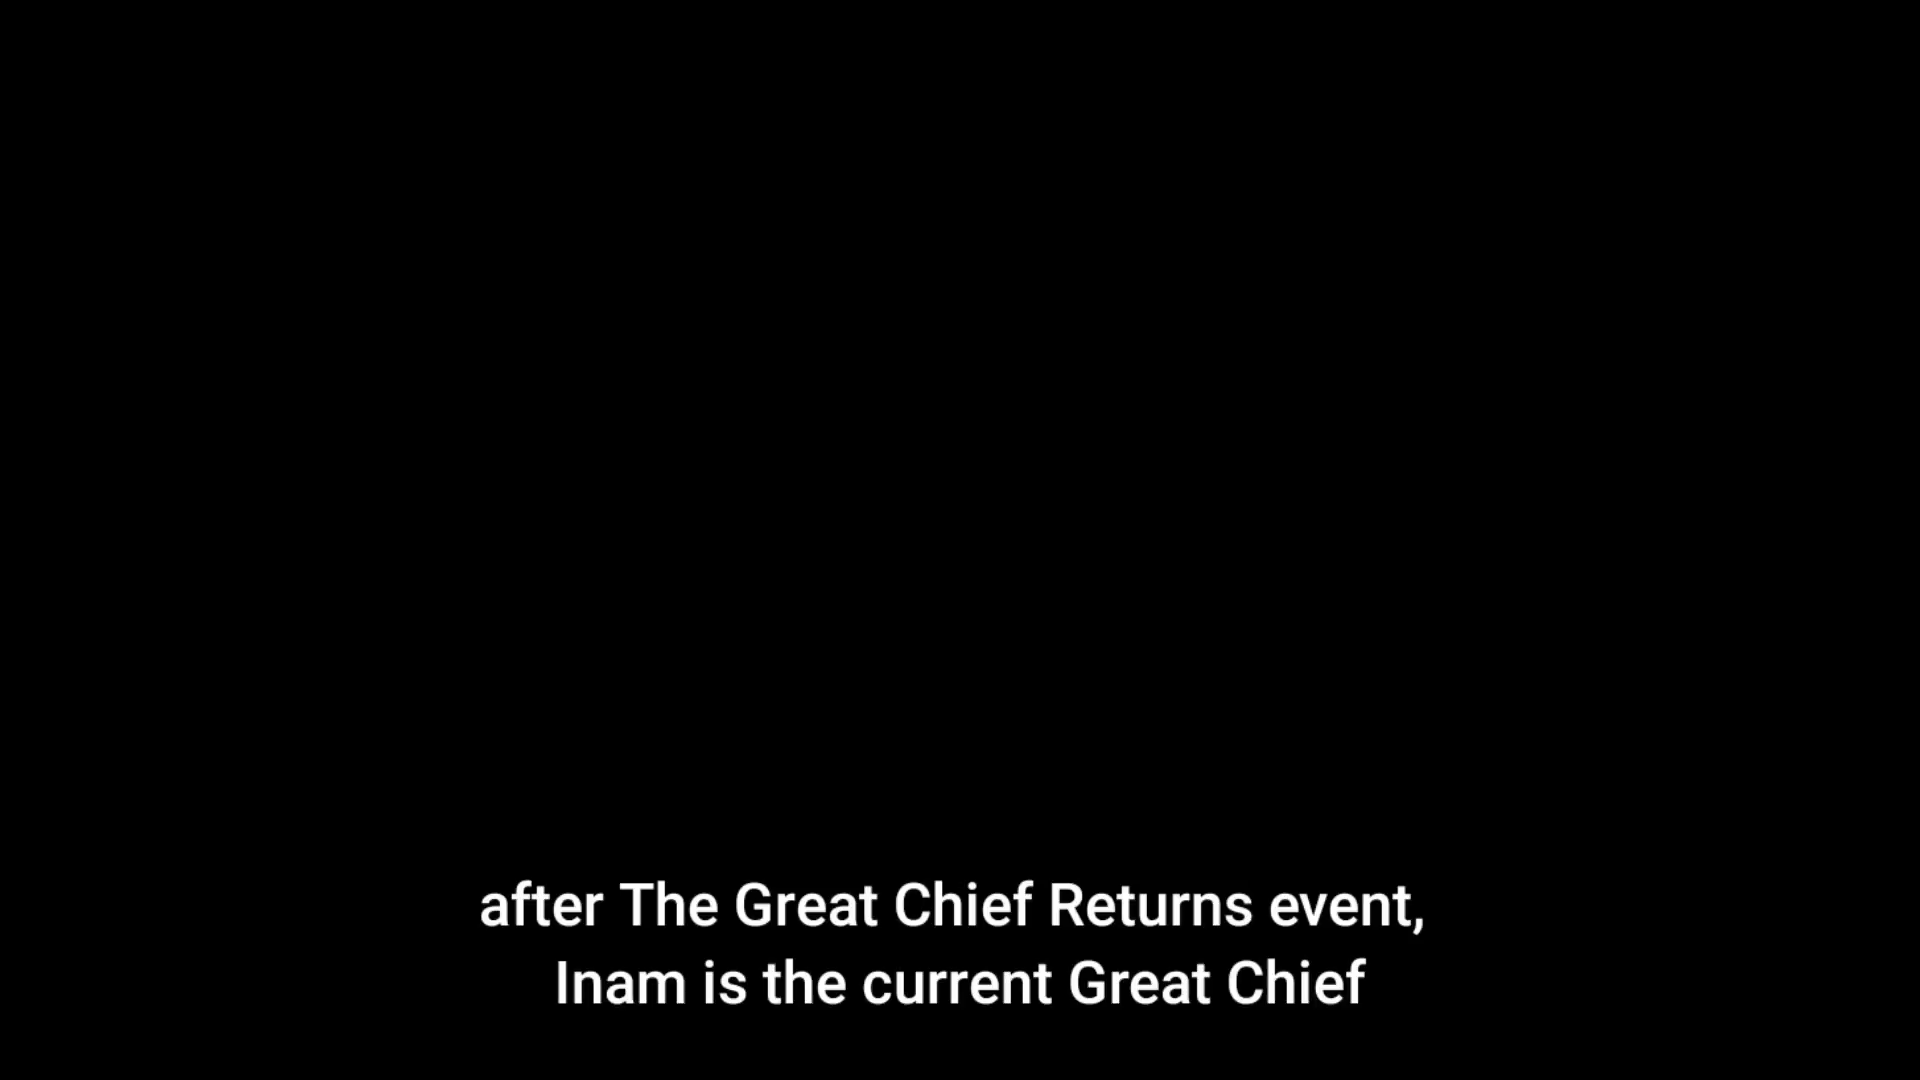 after The Great Chief Returns event,
Inam is the current Great Chief